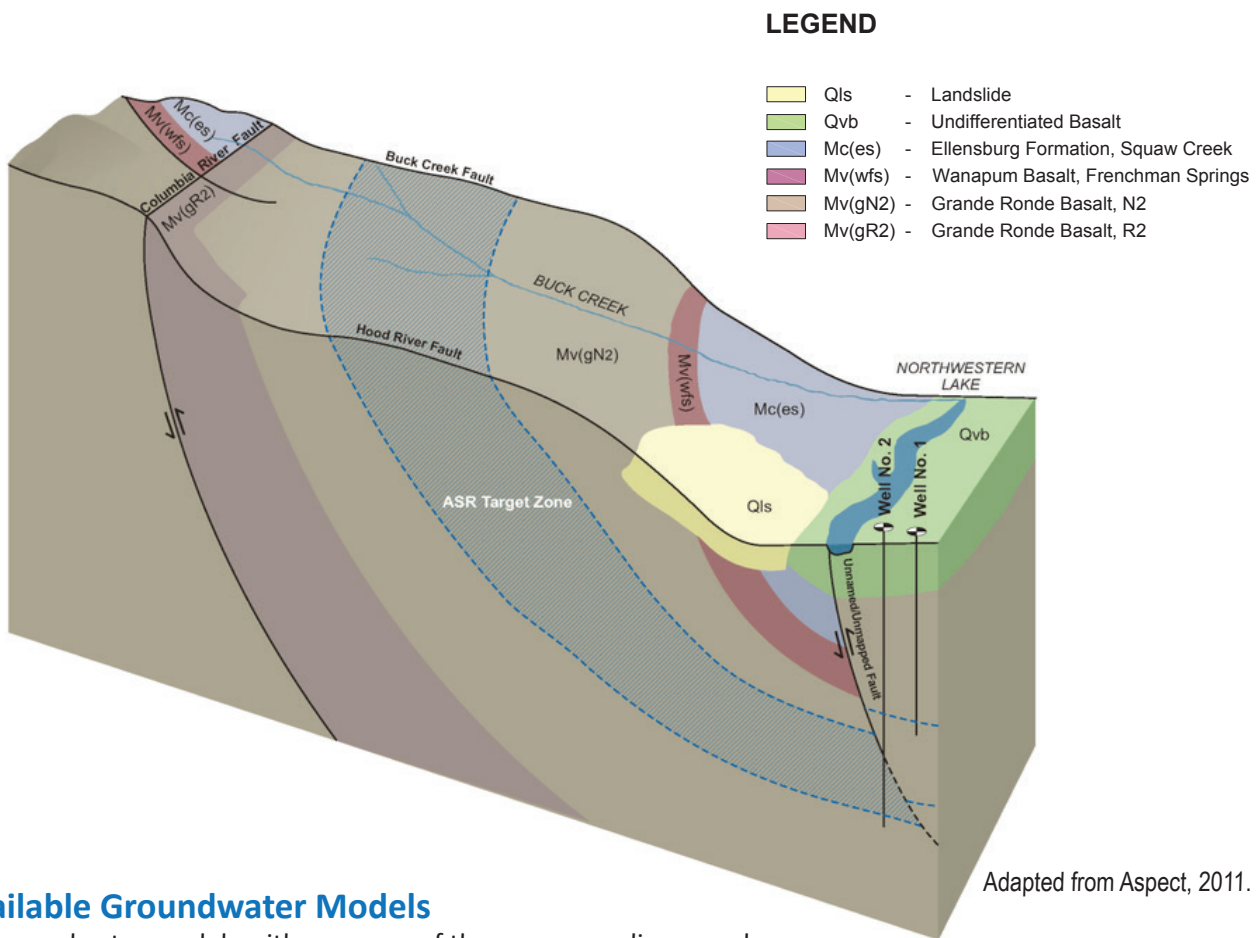 LEGEND
Qls - Landslide
Qvb - Undifferentiated Basalt
Mc(es) - Ellensburg Formation, Squaw Creek
Mv(wfs) - Wanapum Basalt, Frenchman Springs
Mv(gN2) - Grande Ronde Basalt, N2
Mv(gR2) - Grande Ronde Basalt, R2
Mc(es)
Mv(wfs)
Columbia River Fault
Mv(gR2)
Buck Creek Fault
BUCK CREEK
Hood River Fault
Mv(gN2)
Mv(wfs)
Mc(es)
NORTHWESTERN
LAKE
Qvb
Well No. 2
Well No. 1
ASR Target Zone
Qls
Unnamed/Unmapped Fault
Adapted from Aspect, 2011.
ailable Groundwater Models